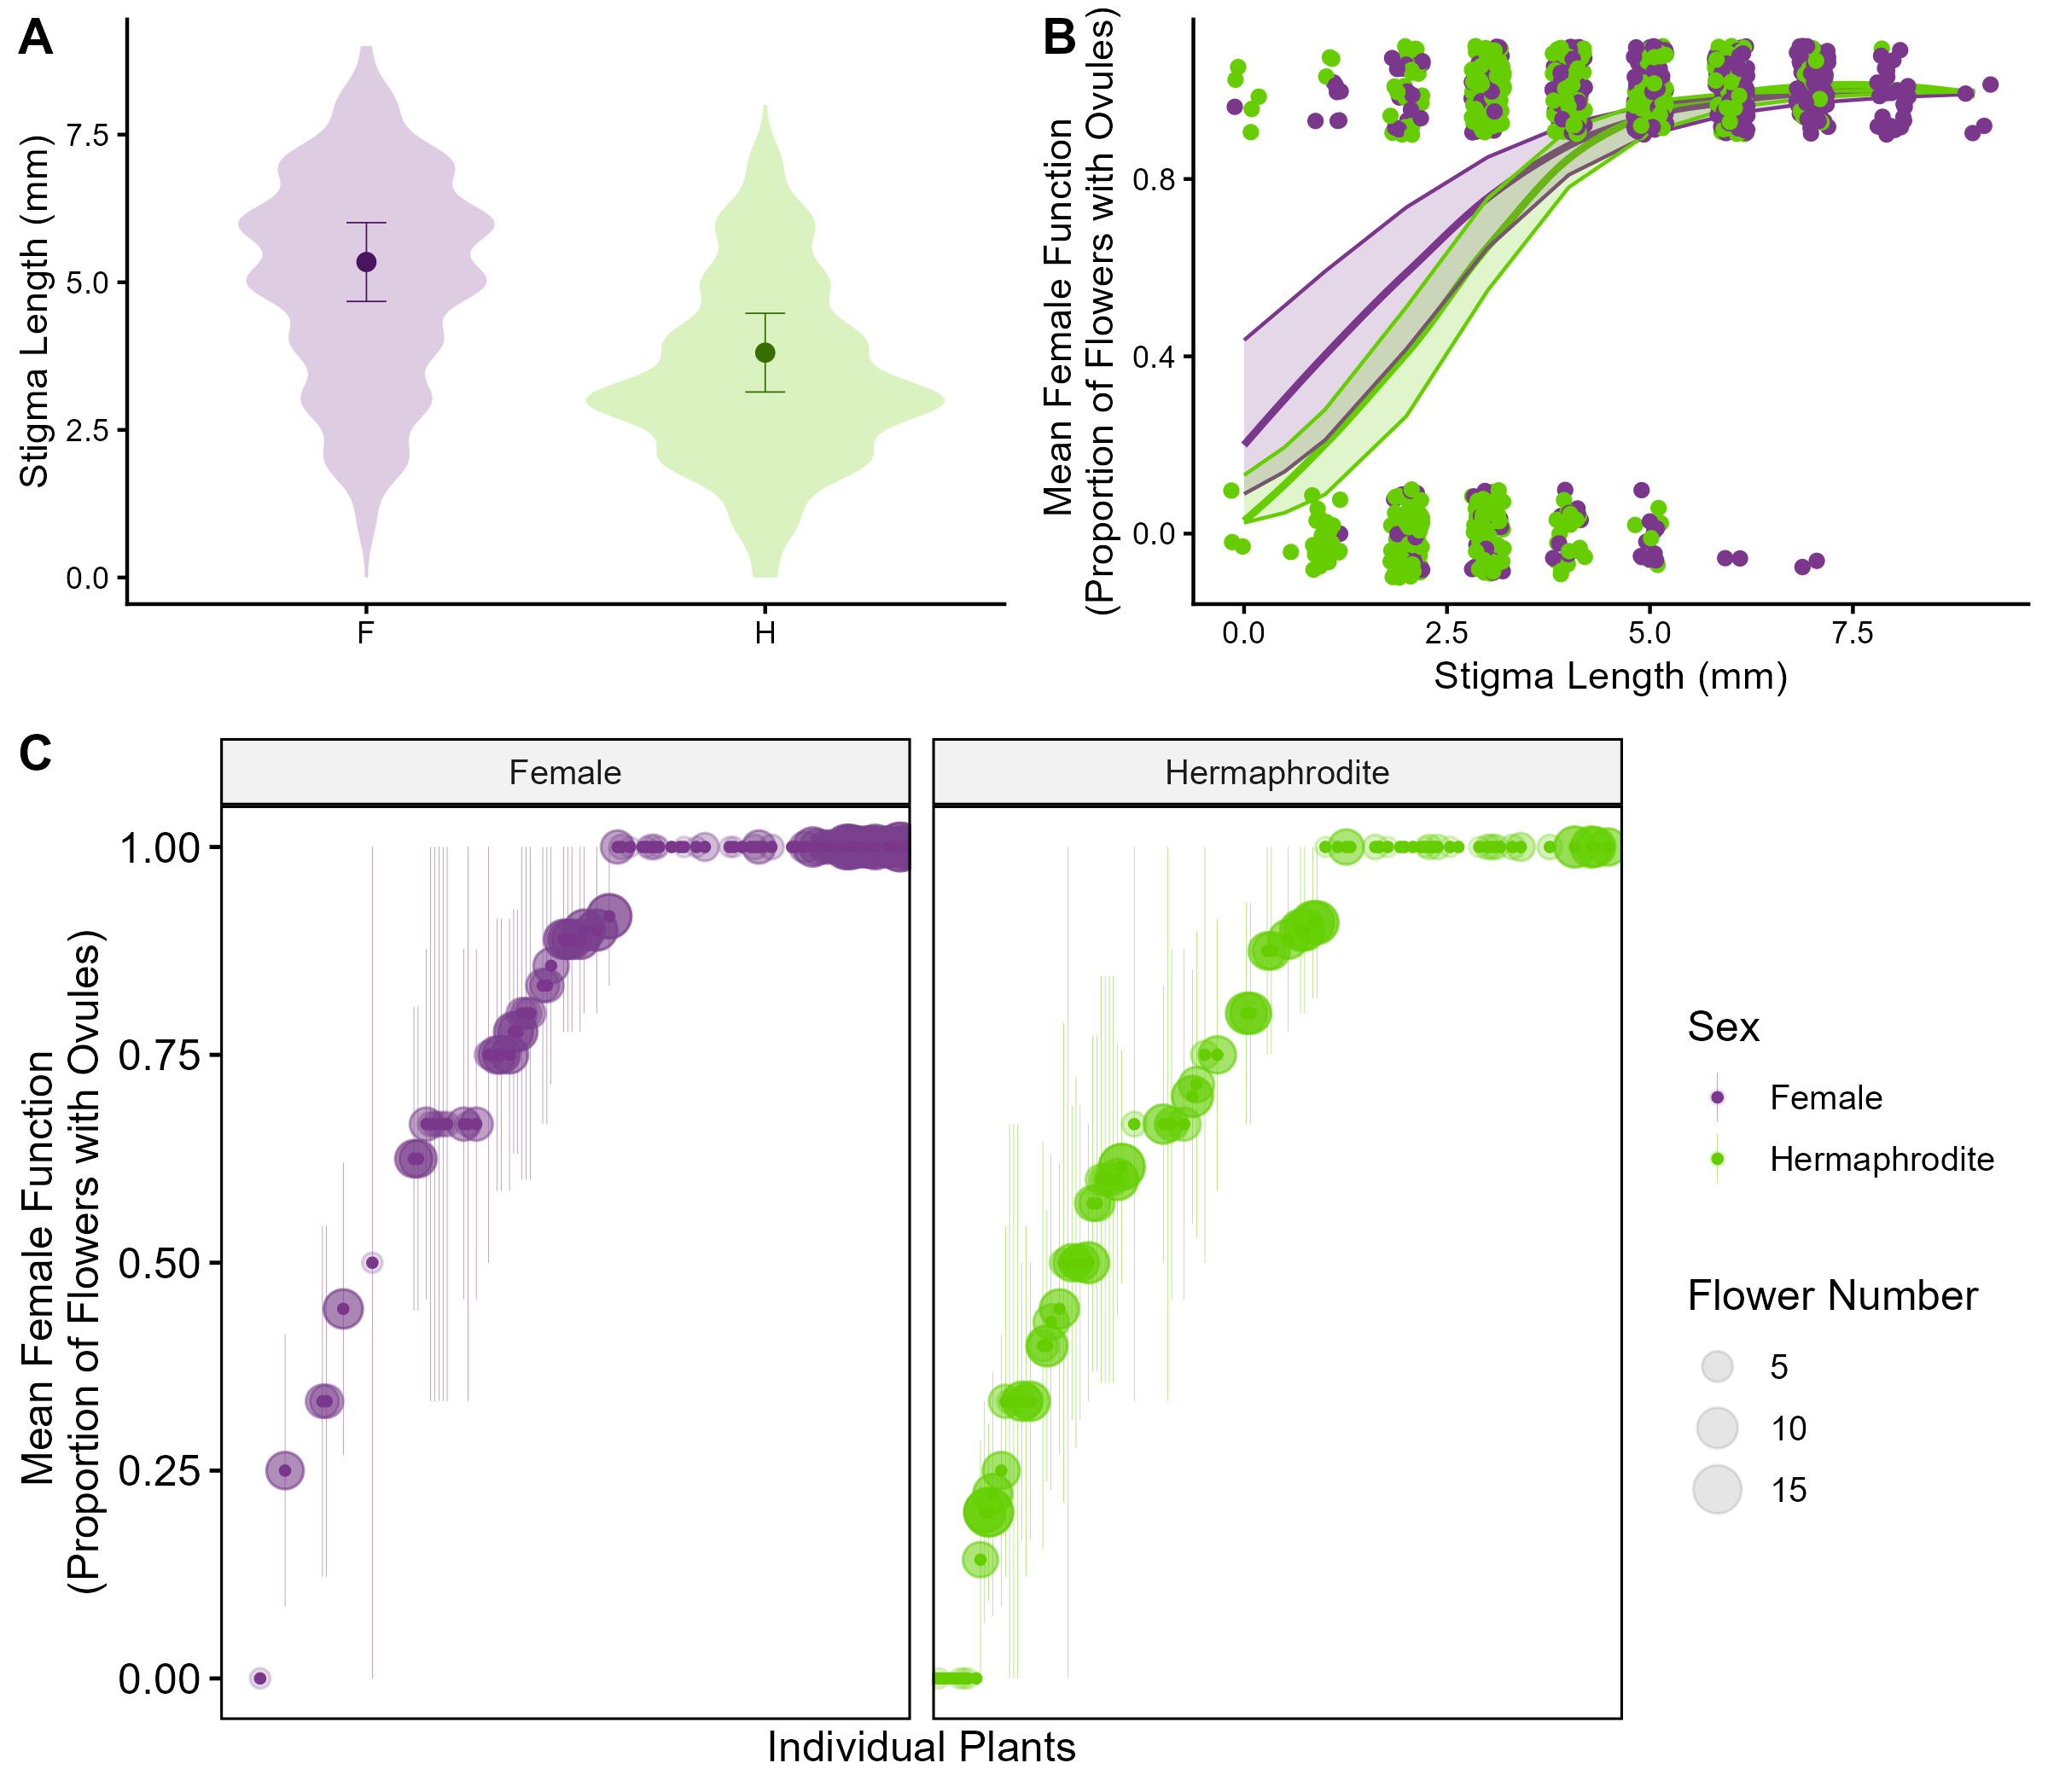 A
Stigma Length (mm)
7.5
5.0
2.5
0.0
F
H
B
Mean Female Function
(Proportion of Flowers with Ovules)
0.8
0.4
0.0
0.0
2.5
5.0
7.5
Stigma Length (mm)
C
Female
Hermaphrodite
Mean Female Function
(Proportion of Flowers with Ovules)
1.00
0.75
0.50
0.25
0.00
Individual Plants
Sex
Female
Hermaphrodite
Flower Number
5
10
15